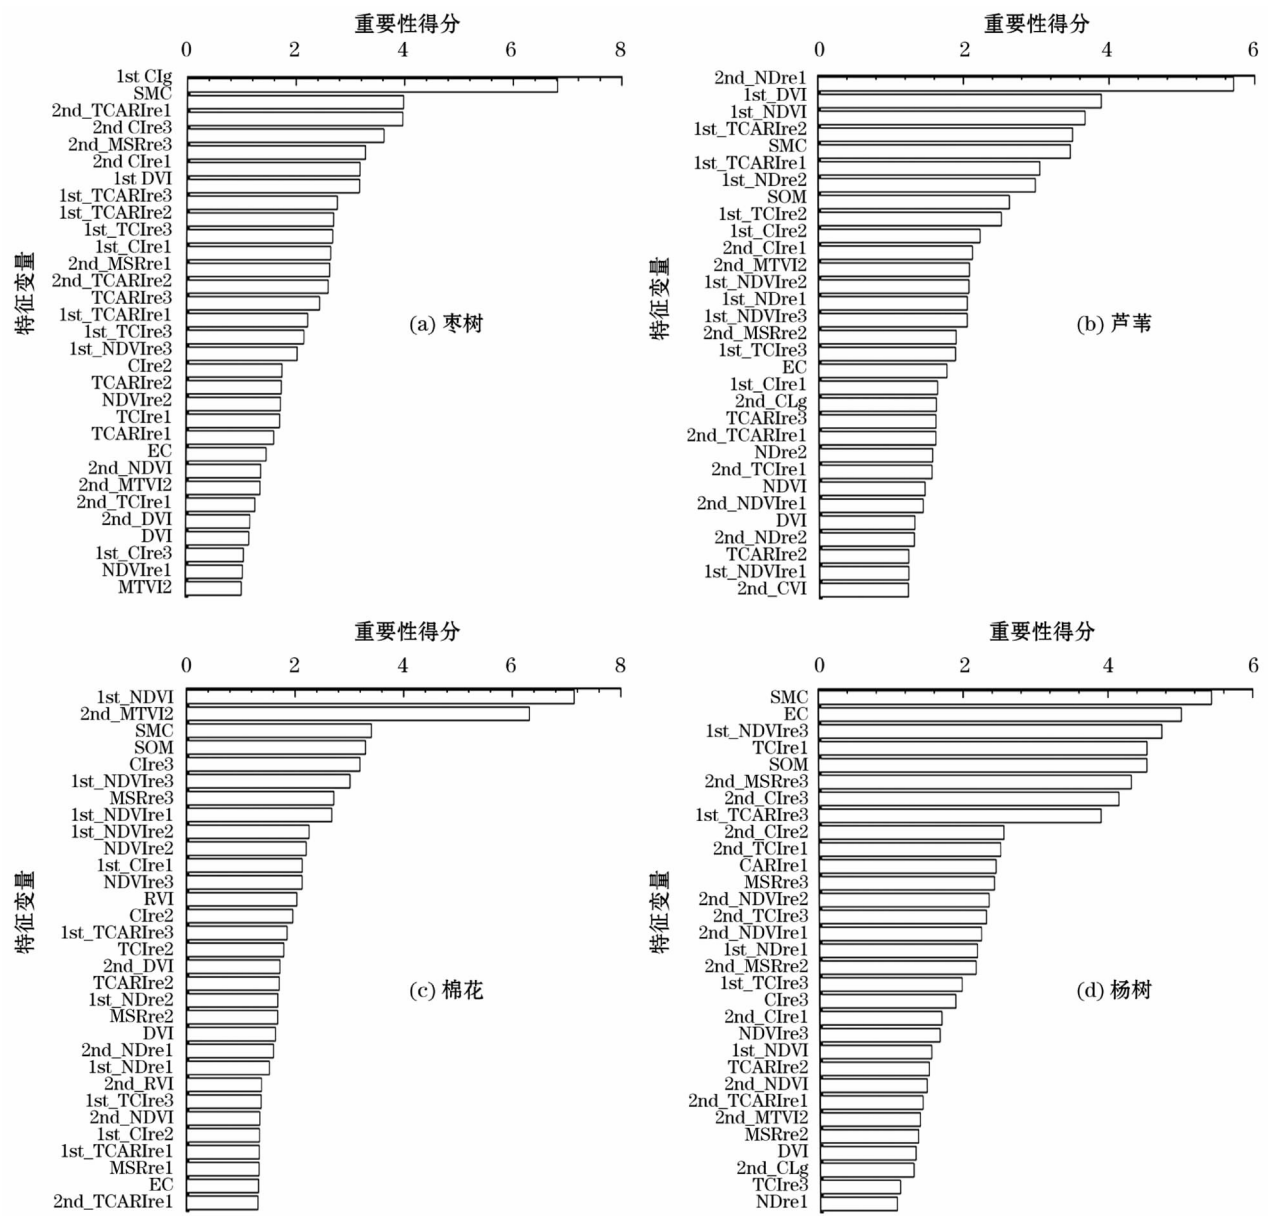 重要性得分
0 2 4 6 8
1st CIg
SMC
2nd_TCARIre1
2nd CIre3
2nd_MSRre3
2nd CIre1
1st DVI
1st_TCARIre3
1st_TCARIre2
1st_TCIre3
1st_CIre1
2nd_MSRre1
2nd_TCARIre2
TCARIre3
1st_TCARIre1
1st_TCIre3
1st_NDVIre3
CIre2
TCARIre2
NDVIre2
TCIre1
TCARIre1
EC
2nd_NDVI
2nd_MTVI2
2nd_TCIre1
2nd_DVI
DVI
1st_CIre3
NDVIre1
MTVI2
特征变量
(a) 枣树
重要性得分
0 2 4 6
2nd_NDre1
1st_DVI
1st_NDVI
1st_TCARIre2
SMC
1st_TCARIre1
1st_NDre2
SOM
1st_TCIre2
1st_CIre2
2nd_CIre1
2nd_MTVI2
1st_NDVIre2
1st_NDre1
1st_NDVIre3
2nd_MSRre2
1st_TCIre3
EC
1st_CIre1
2nd_CLg
TCARIre3
2nd_TCARIre1
NDre2
2nd_TCIre1
NDVI
2nd_NDVIre1
DVI
2nd_NDre2
TCARIre2
1st_NDVIre1
2nd_CVI
特征变量
(b) 芦苇
重要性得分
0 2 4 6 8
1st_NDVI
2nd_MTVI2
SMC
SOM
CIre3
1st_NDVIre3
MSRre3
1st_NDVIre1
1st_NDVIre2
NDVIre2
1st_CIre1
NDVIre3
RVI
CIre2
1st_TCARIre3
TCIre2
2nd_DVI
TCARIre2
1st_NDre2
MSRre2
DVI
2nd_NDre1
1st_NDre1
2nd_RVI
1st_TCIre3
2nd_NDVI
1st_CIre2
1st_TCARIre1
MSRre1
EC
2nd_TCARIre1
特征变量
(c) 棉花
重要性得分
0 2 4 6
SMC
EC
1st_NDVIre3
TCIre1
SOM
2nd_MSRre3
2nd_CIre3
1st_TCARIre3
2nd_CIre2
2nd_TCIre1
CARIre1
MSRre3
2nd_NDVIre2
2nd_TCIre3
2nd_NDVIre1
1st_NDre1
2nd_MSRre2
1st_TCIre3
CIre3
2nd_CIre1
NDVIre3
1st_NDVI
TCARIre2
2nd_NDVI
2nd_TCARIre1
2nd_MTVI2
MSRre2
DVI
2nd_CLg
TCIre3
NDre1
特征变量
(d) 杨树